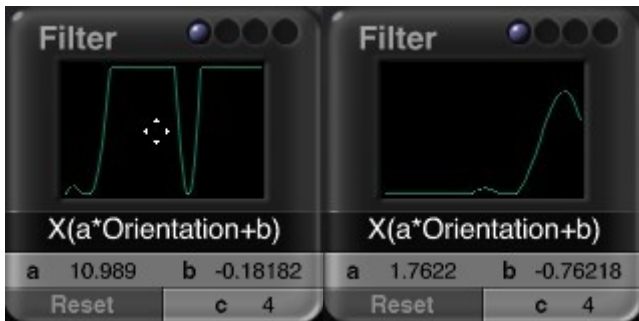 Filter
X(a*Orientation+b)
a 10.989 b -0.18182
Reset c 4
Filter
X(a*Orientation+b)
a 1.7622 b -0.76218
Reset c 4